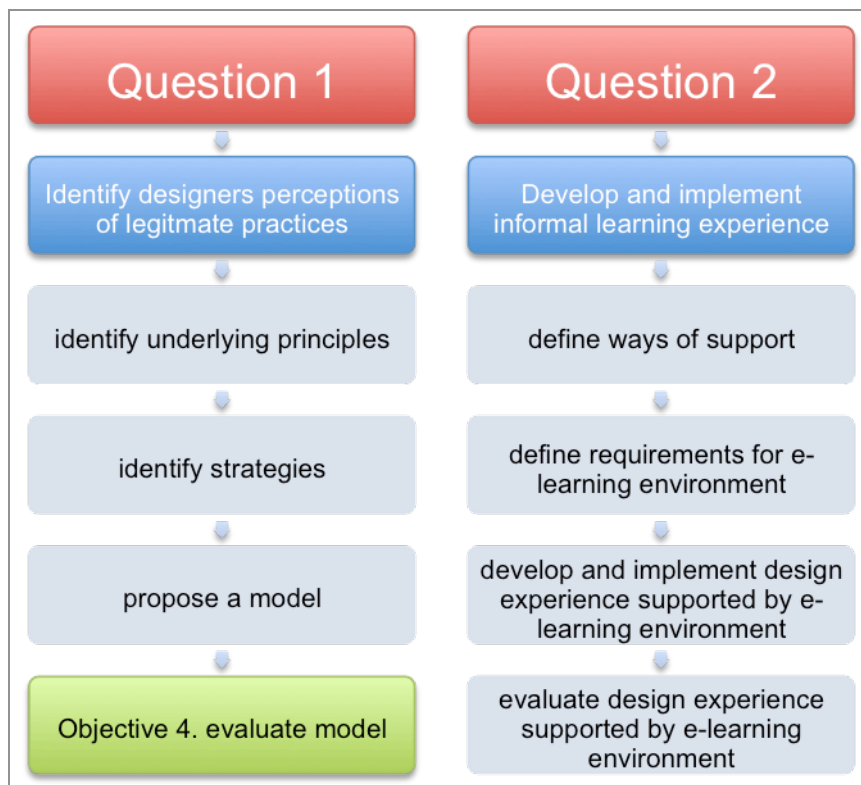 Question 1
Identify designers perceptions
of legitmate practices
identify underlying principles
identify strategies
propose a model
Objective 4. evaluate model
Question 2
Develop and implement
informal learning experience
define ways of support
define requirements for e-
learning environment
develop and implement design
experience supported by e-
learning environment
evaluate design experience
supported by e-learning
environment